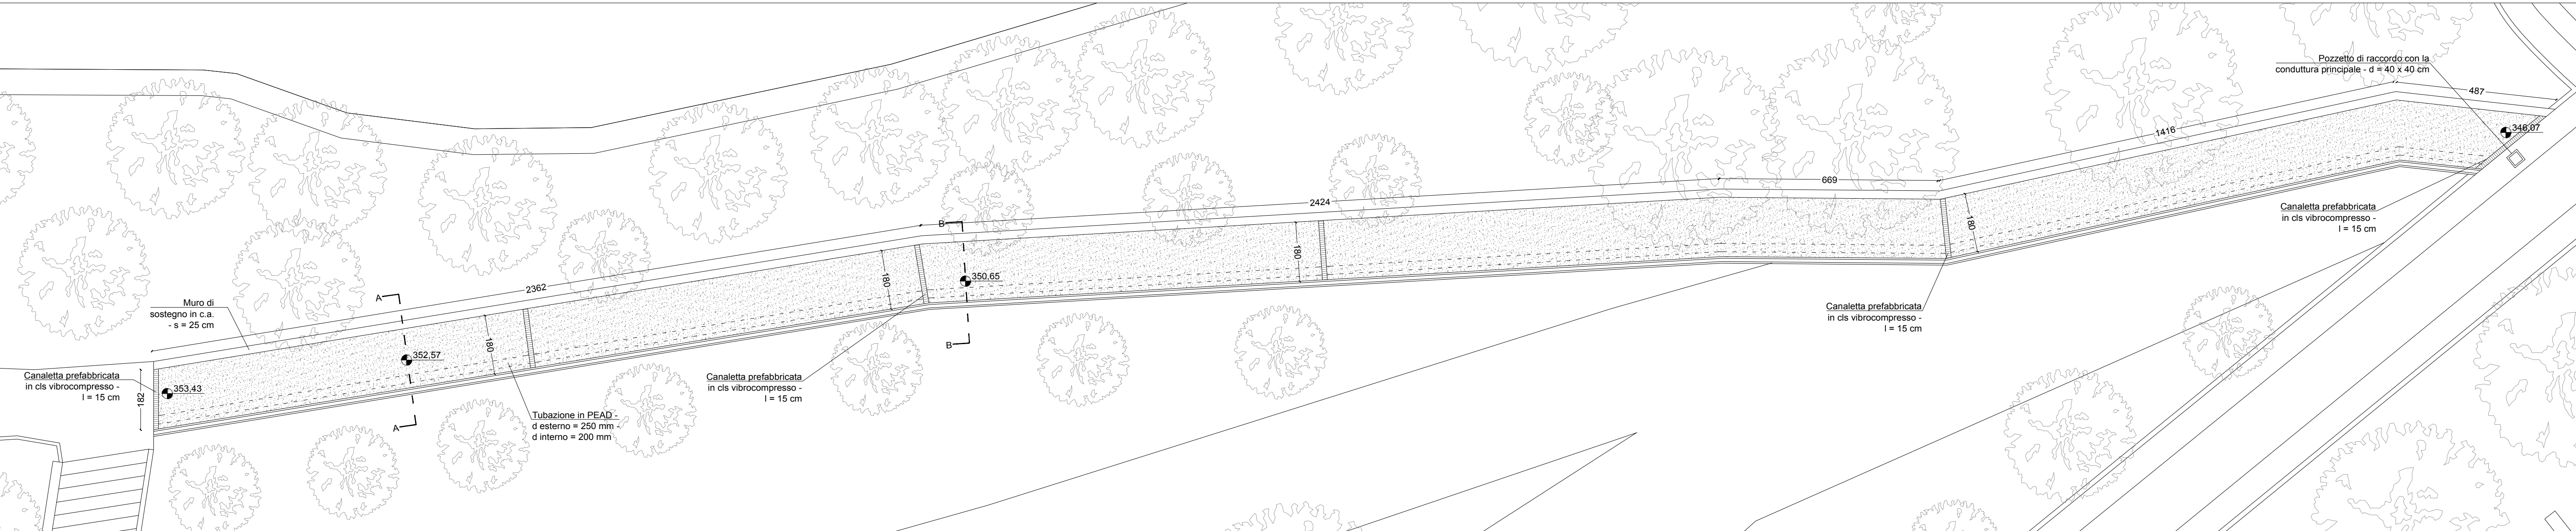 Pozzetto di raccordo con la
conduttura principale - d = 40 x 40 cm
487
346,07
1416
669
2424
Canaletta prefabbricata
in cls vibrocompresso -
l = 15 cm
180
B
180
350,65
180
2362
A
Muro di
sostegno in c.a.
- s = 25 cm
Canaletta prefabbricata
in cls vibrocompresso -
l = 15 cm
B
180
352,57
Canaletta prefabbricata
in cls vibrocompresso -
l = 15 cm
353,43
182
Canaletta prefabbricata
in cls vibrocompresso -
l = 15 cm
Tubazione in PEAD -
d esterno = 250 mm -
d interno = 200 mm
A